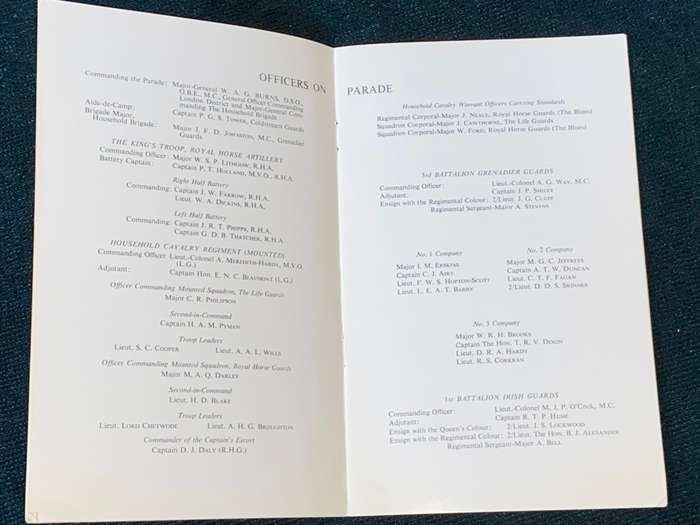 OFFICERS ON
Commanding the Parade: Major-General W. A. G. BURNS, D.S.O.,
O.B.E., M.C., General Officer Commanding
London District and Major-General Com-
manding The Household Brigade
Aide-de-Camp: Captain P. G. S. TOWER, Coldstream Guards
Brigade Major,
Household Brigade: Major J. F. D. JOHNSTON, M.C., Grenadier
Guards
THE KING'S TROOP, ROYAL HORSE ARTILLERY
Commanding Officer: Major W. S. P. LITHGOW, R.H.A.
Battery Captain: Captain P. T. HOLLAND, M.V.O., R.H.A.
Right Half Battery
Commanding: Captain J. W. FARROW, R.H.A.
Lieut. W. A. DICKINS, R.H.A.
Left Half Battery
Commanding: Captain J. R. T. PHIPPS, R.H.A.
Captain G. D. B. THATCHER, R.H.A.
HOUSEHOLD CAVALRY REGIMENT (MOUNTED)
Commanding Officer: Lieut.-Colonel A. MEREDITH-HARDY, M.V.O.
(L.G.)
Adjutant: Captain Hon. E. N. C. BEAUMONT (L.G.)
Officer Commanding Mounted Squadron, The Life Guards
Major C. R. PHILIPSON
Second-in-Command
Captain H. A. M. PYMAN
Troop Leaders
Lieut. S. C. COOPER Lieut. A. A. L. WILLS
Officer Commanding Mounted Squadron, Royal Horse Guards
Major M. A. Q. DARLEY
Second-in-Command
Lieut. H. D. BLAKE
Troop Leaders
Lieut. LORD CHETWODE Lieut. A. H. G. BROUGHTON
Commander of the Captain's Escort
Captain D. J. DALY (R.H.G.)
PARADE
Household Cavalry Warrant Officers Carrying Standards
Regimental Corporal-Major J. NEALE, Royal Horse Guards (The Blues)
Squadron Corporal-Major J. CAWTHORNE, The Life Guards
Squadron Corporal-Major W. FORD, Royal Horse Guards (The Blues)
3rd BATTALION GRENADIER GUARDS
Commanding Officer: Lieut.-Colonel A. G. WAY, M.C.
Adjutant: Captain J. P. SMILEY
Ensign with the Regimental Colour: 2/Lieut. J. G. CLUFF
Regimental Sergeant-Major A. STEVENS
No. 1 Company No. 2 Company
Major I. M. ERSKINE Major M. G. C. JEFFREYS
Captain C. J. AIRY Captain A. T. W. DUNCAN
Lieut. F. W. S. HOPTON-SCOTT Lieut. C. T. F. FAGAN
Lieut. L. E. A. T. BARRY 2/Lieut. D. D. S. SKINNER
No. 3 Company
Major W. R. H. BROOKS
Captain The Hon. T. R. V. DIXON
Lieut. D. R. A. HARDY
Lieut. R. S. CORKRAN
1st BATTALION IRISH GUARDS
Commanding Officer: Lieut.-Colonel M. J. P. O'COCK, M.C.
Adjutant: Captain R. T. P. HUME
Ensign with the Queen's Colour: 2/Lieut. J. S. LOCKWOOD
Ensign with the Regimental Colour: 2/Lieut. The Hon. B. J. ALEXANDER
Regimental Sergeant-Major A. BELL